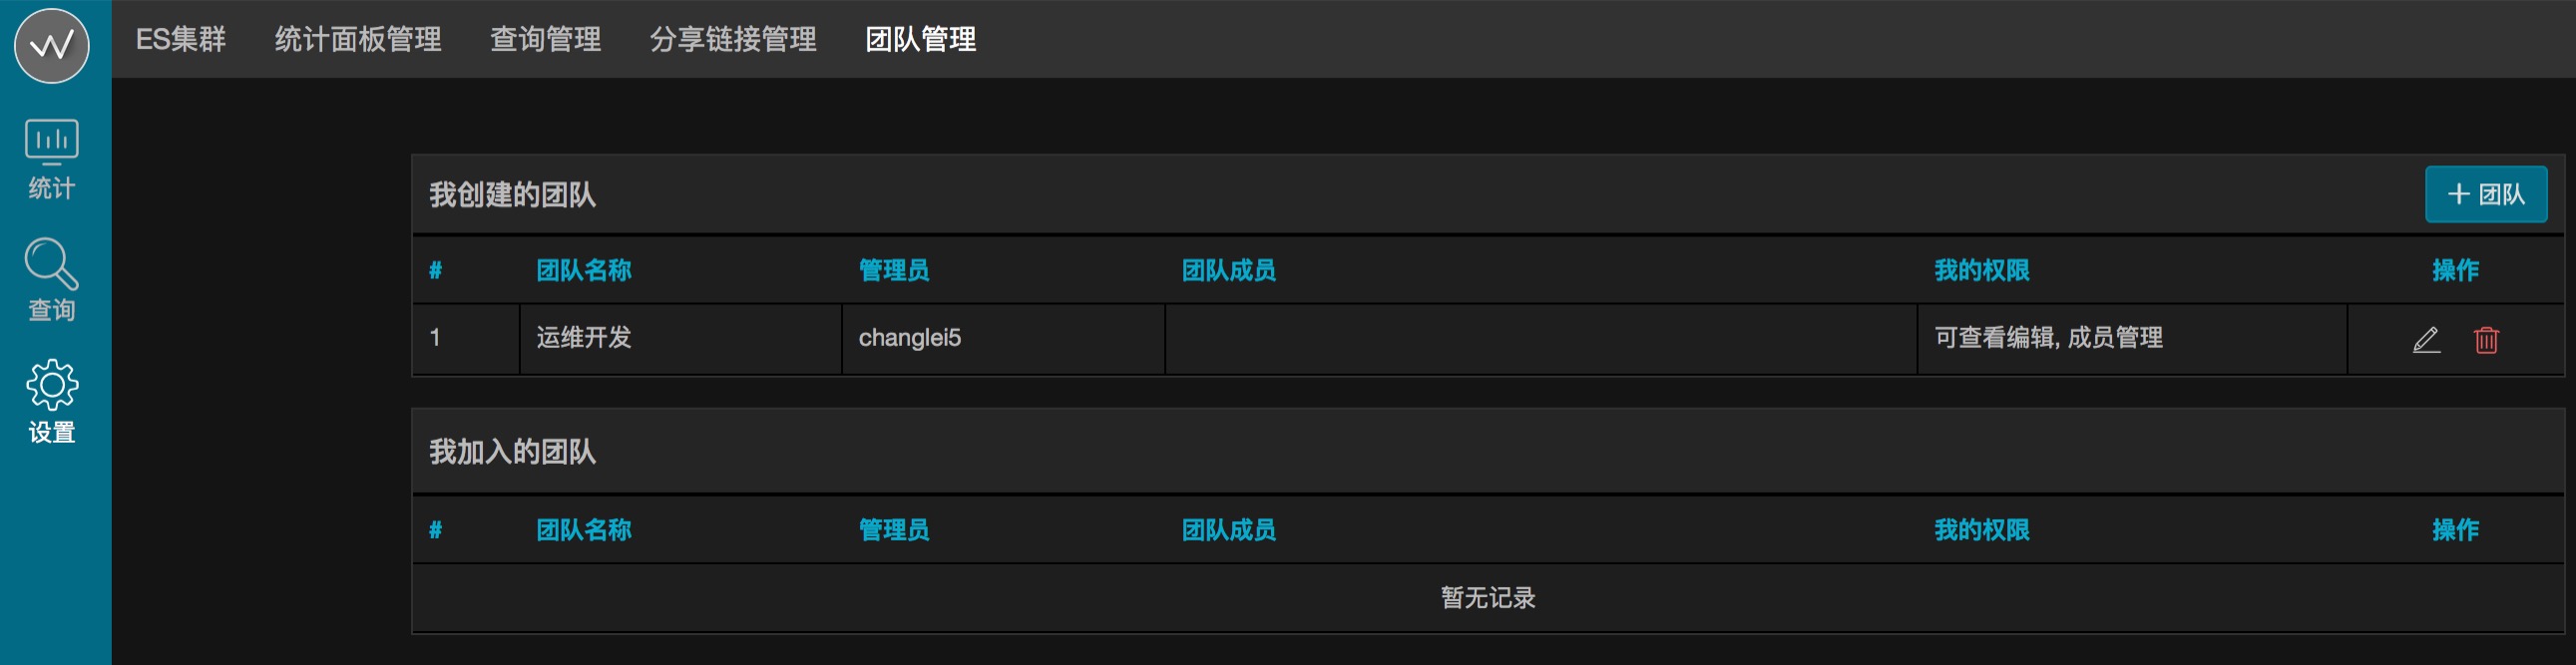 ES集群 统计面板管理 查询管理 分享链接管理 团队管理
统计
查询
设置
我创建的团队 团队
# 团队名称 管理员 团队成员 我的权限 操作
1 运维开发 changlei5 可查看编辑, 成员管理
我加入的团队
# 团队名称 管理员 团队成员 我的权限 操作
暂无记录